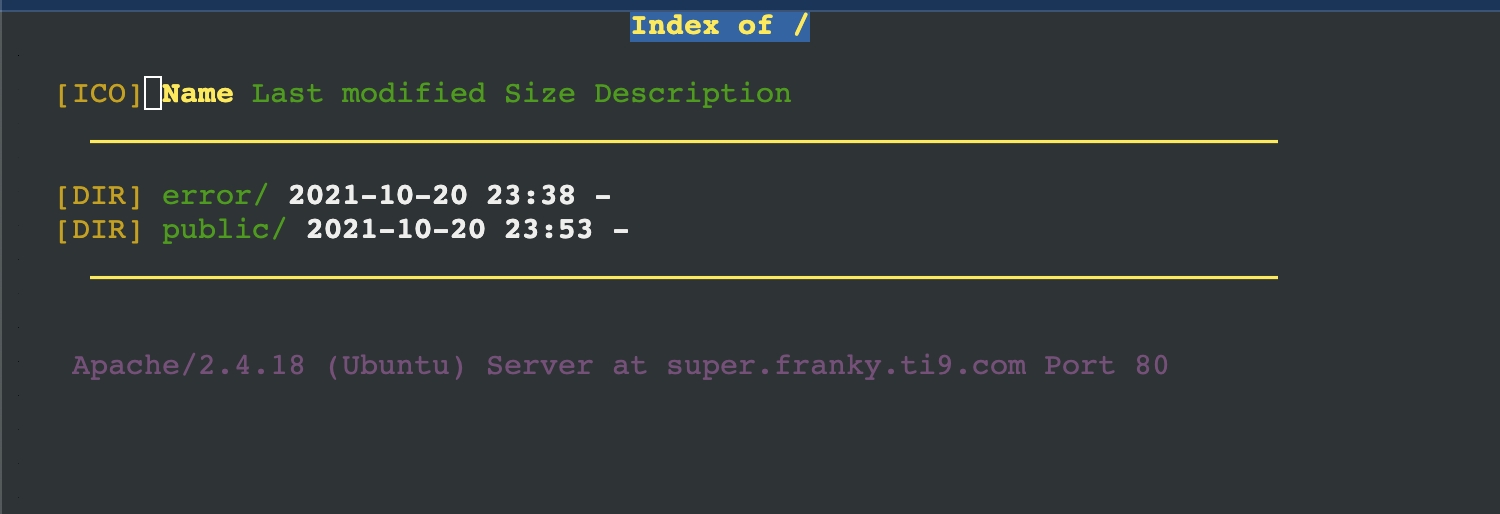 Index of /
[ICO] Name Last modified Size Description
[DIR] error/ 2021-10-20 23:38 -
[DIR] public/ 2021-10-20 23:53 -
Apache/2.4.18 (Ubuntu) Server at super.franky.ti9.com Port 80